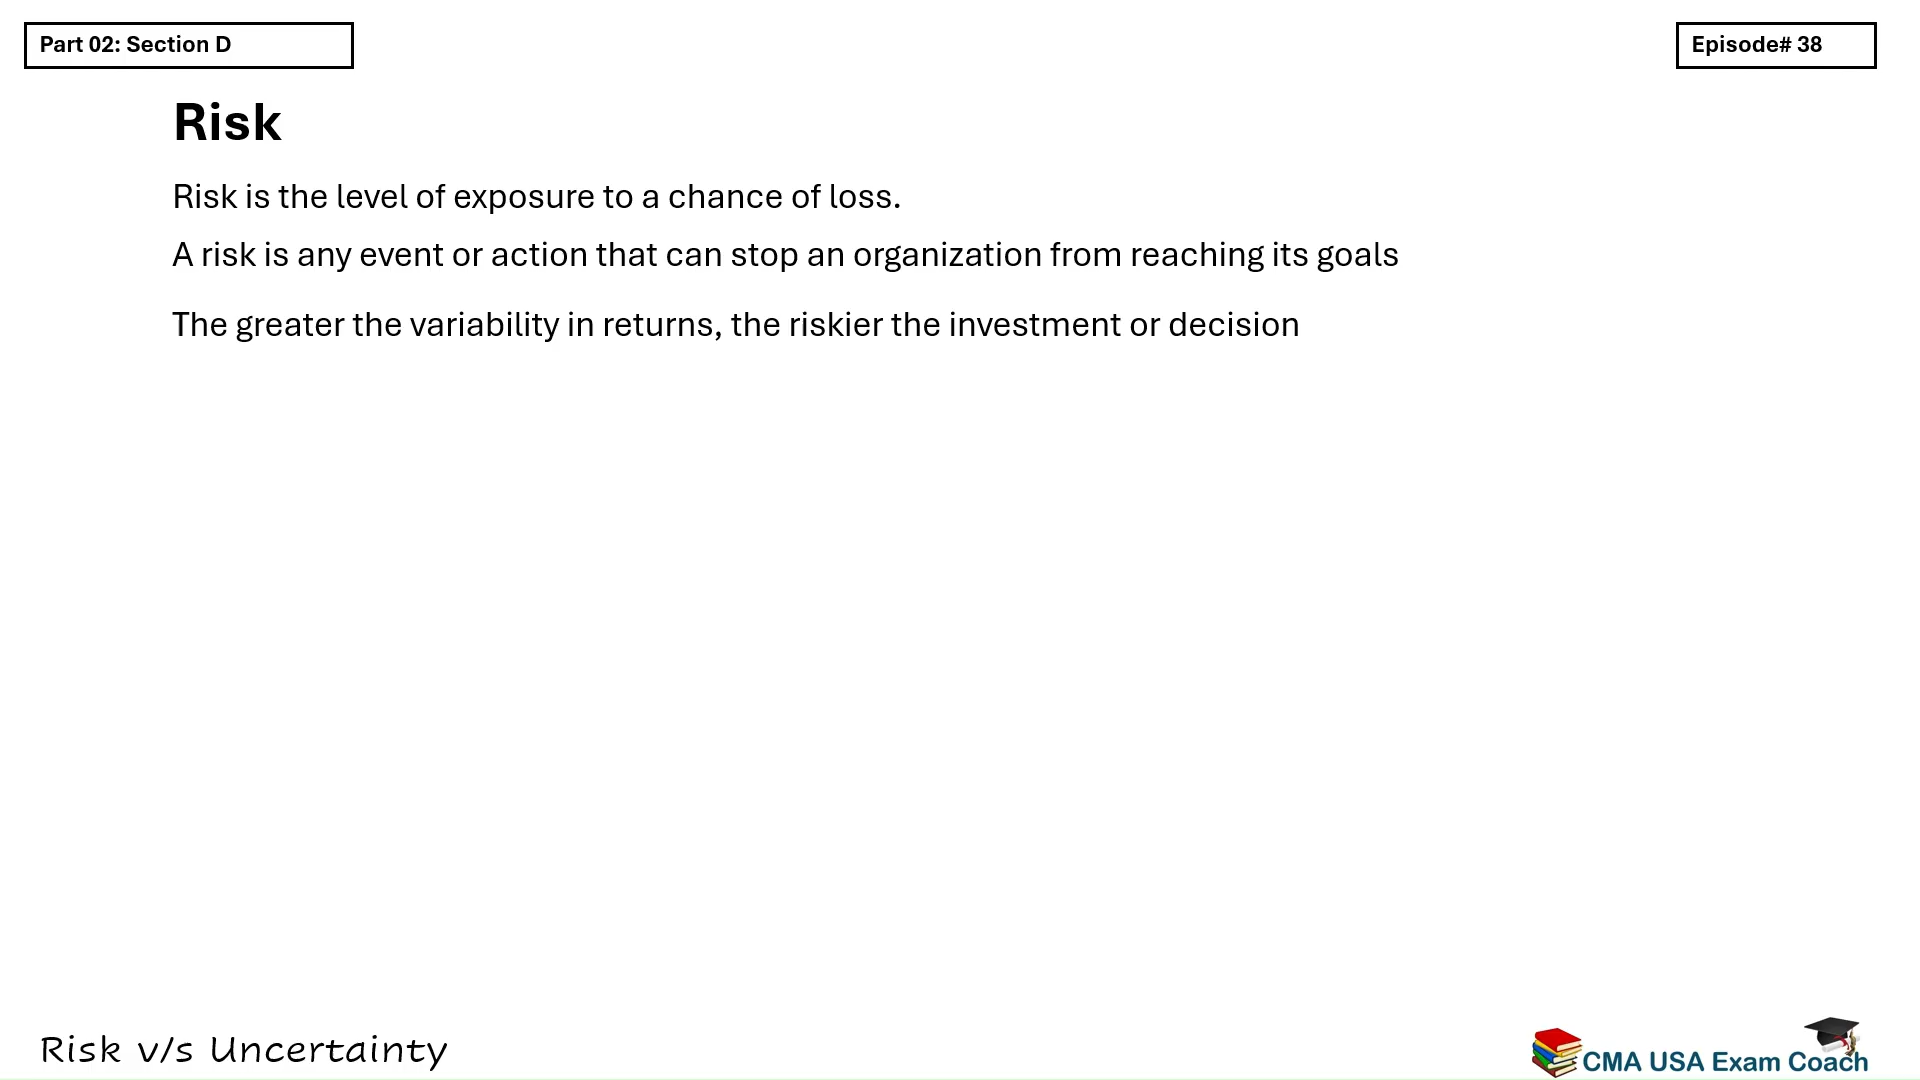 Part 02: Section D
Episode# 38
Risk
Risk is the level of exposure to a chance of loss.
A risk is any event or action that can stop an organization from reaching its goals
The greater the variability in returns, the riskier the investment or decision
Risk v/s Uncertainty
CMA USA Exam Coach